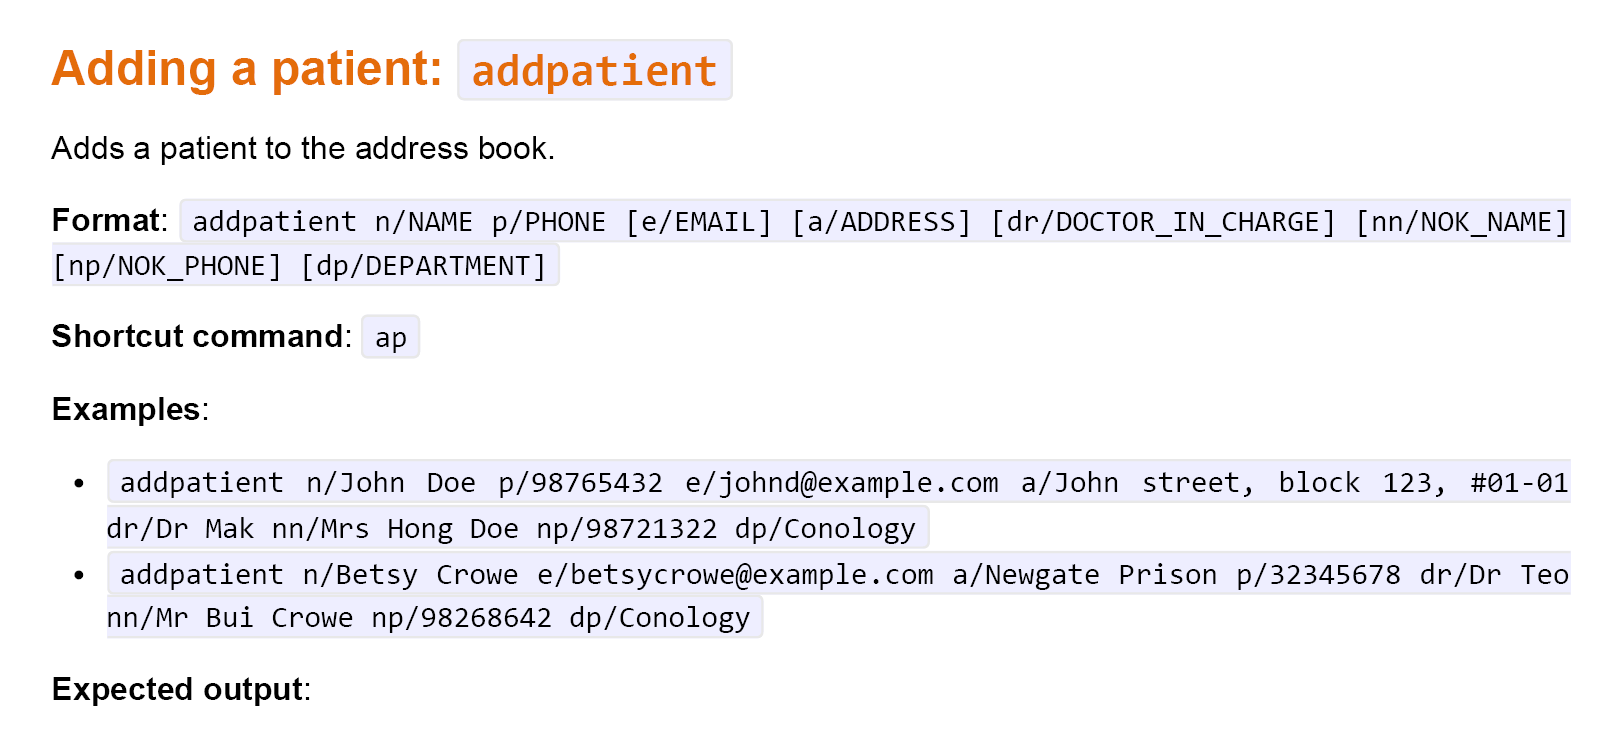 Adding a patient: addpatient
Adds a patient to the address book.
Format: addpatient n/NAME p/PHONE [e/EMAIL] [a/ADDRESS] [dr/DOCTOR_IN_CHARGE] [nn/NOK_NAME]
[np/NOK_PHONE] [dp/DEPARTMENT]
Shortcut command: ap
Examples:
• addpatient n/John Doe p/98765432 e/johnd@example.com a/John street, block 123, #01-01
dr/Dr Mak nn/Mrs Hong Doe np/98721322 dp/Conology
• addpatient n/Betsy Crowe e/betsycrowe@example.com a/Newgate Prison p/32345678 dr/Dr Teo
nn/Mr Bui Crowe np/98268642 dp/Conology
Expected output: